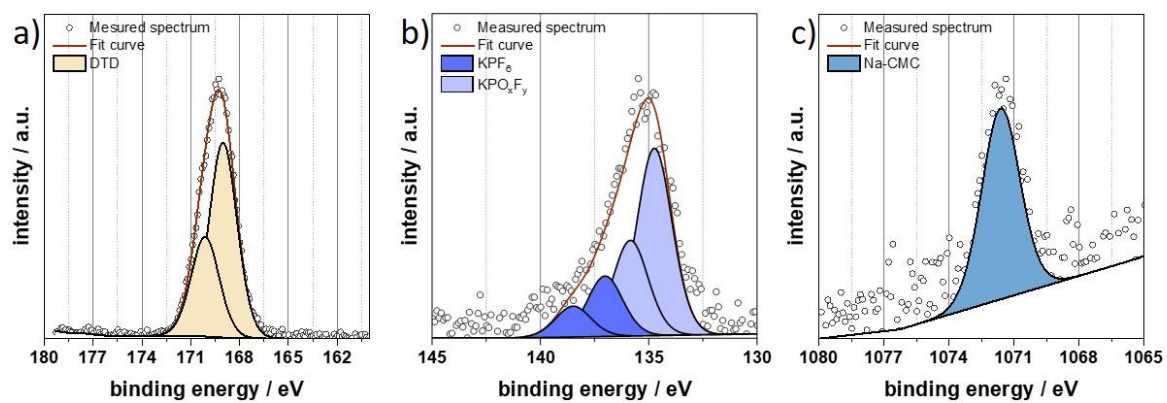 a)
Mesured spectrum
Fit curve
DTD
intensity / a.u.
180 177 174 171 168 165 162
binding energy / eV
b)
Measured spectrum
Fit curve
KPF₆
KPOₓFᵧ
intensity / a.u.
145 140 135 130
binding energy / eV
c)
Measured spectrum
Fit curve
Na-CMC
intensity / a.u.
1080 1077 1074 1071 1068 1065
binding energy / eV